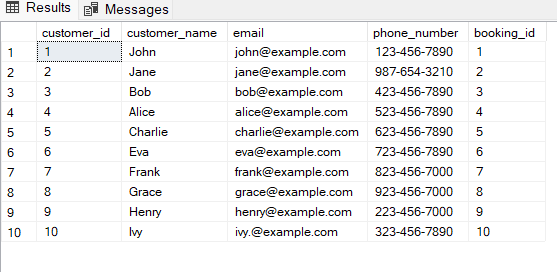 Results Messages
customer_id customer_name email phone_number booking_id
1 1 John john@example.com 123-456-7890 1
2 2 Jane jane@example.com 987-654-3210 2
3 3 Bob bob@example.com 423-456-7890 3
4 4 Alice alice@example.com 523-456-7890 4
5 5 Charlie charlie@example.com 623-456-7890 5
6 6 Eva eva@example.com 723-456-7890 6
7 7 Frank frank@example.com 823-456-7000 7
8 8 Grace grace@example.com 923-456-7000 8
9 9 Henry henry@example.com 223-456-7000 9
10 10 Ivy ivy.@example.com 323-456-7890 10